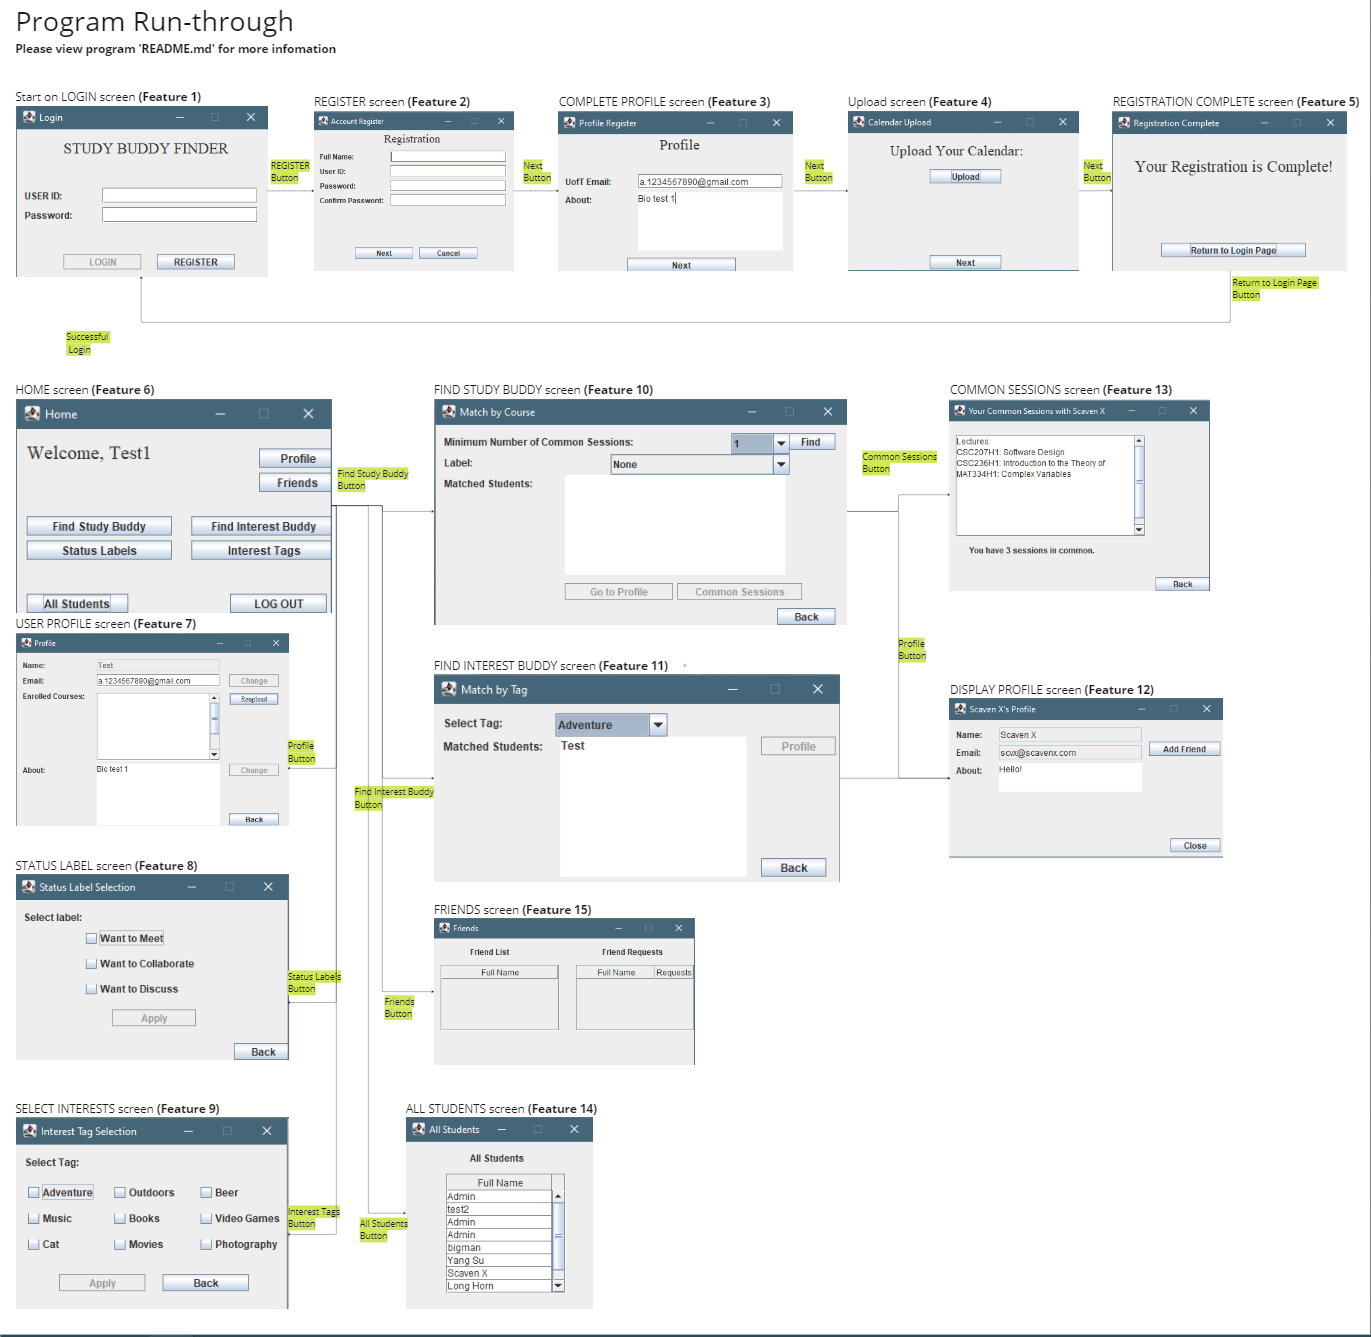 Program Run-through
Please view program 'README.md' for more infomation
Start on LOGIN screen (Feature 1)
Login
STUDY BUDDY FINDER
USER ID:
Password:
LOGIN
REGISTER
REGISTER
Button
REGISTER screen (Feature 2)
Account Register
Registration
Full Name:
User ID:
Password:
Confirm Password:
Next
Cancel
Next
Button
COMPLETE PROFILE screen (Feature 3)
Profile Register
Profile
UofT Email:
a.1234567890@gmail.com
About:
Bio test 1
Next
Next
Button
Upload screen (Feature 4)
Calendar Upload
Upload Your Calendar:
Upload
Next
Next
Button
REGISTRATION COMPLETE screen (Feature 5)
Registration Complete
Your Registration is Complete!
Return to Login Page
Return to Login Page
Button
Successful
Login
HOME screen (Feature 6)
Home
Welcome, Test1
Profile
Friends
Find Study Buddy
Find Interest Buddy
Status Labels
Interest Tags
All Students
LOG OUT
Find Study Buddy
Button
FIND STUDY BUDDY screen (Feature 10)
Match by Course
Minimum Number of Common Sessions:
1
Find
Label:
None
Matched Students:
Go to Profile
Common Sessions
Back
Common Sessions
Button
COMMON SESSIONS screen (Feature 13)
Your Common Sessions with Scaven X
Lectures:
CSC207H1: Software Design
CSC236H1: Introduction to the Theory of
MAT334H1: Complex Variables
You have 3 sessions in common.
Back
USER PROFILE screen (Feature 7)
Profile
Name:
Test
Email:
a.1234567890@gmail.com
Change
Enrolled Courses:
Reupload
About:
Bio test 1
Change
Back
Profile
Button
FIND INTEREST BUDDY screen (Feature 11)
Match by Tag
Select Tag:
Adventure
Matched Students:
Test
Profile
Back
Find Interest Buddy
Button
Profile
Button
DISPLAY PROFILE screen (Feature 12)
Scaven X's Profile
Name:
Scaven X
Email:
scvx@scavenx.com
Add Friend
About:
Hello!
Close
STATUS LABEL screen (Feature 8)
Status Label Selection
Select label:
Want to Meet
Want to Collaborate
Want to Discuss
Apply
Back
Status Labels
Button
FRIENDS screen (Feature 15)
Friends
Friend List
Friend Requests
Full Name
Full Name
Requests
Friends
Button
SELECT INTERESTS screen (Feature 9)
Interest Tag Selection
Select Tag:
Adventure
Outdoors
Beer
Music
Books
Video Games
Cat
Movies
Photography
Apply
Back
Interest Tags
Button
ALL STUDENTS screen (Feature 14)
All Students
All Students
Full Name
Admin
test2
Admin
Admin
bigman
Yang Su
Scaven X
Long Horn
All Students
Button